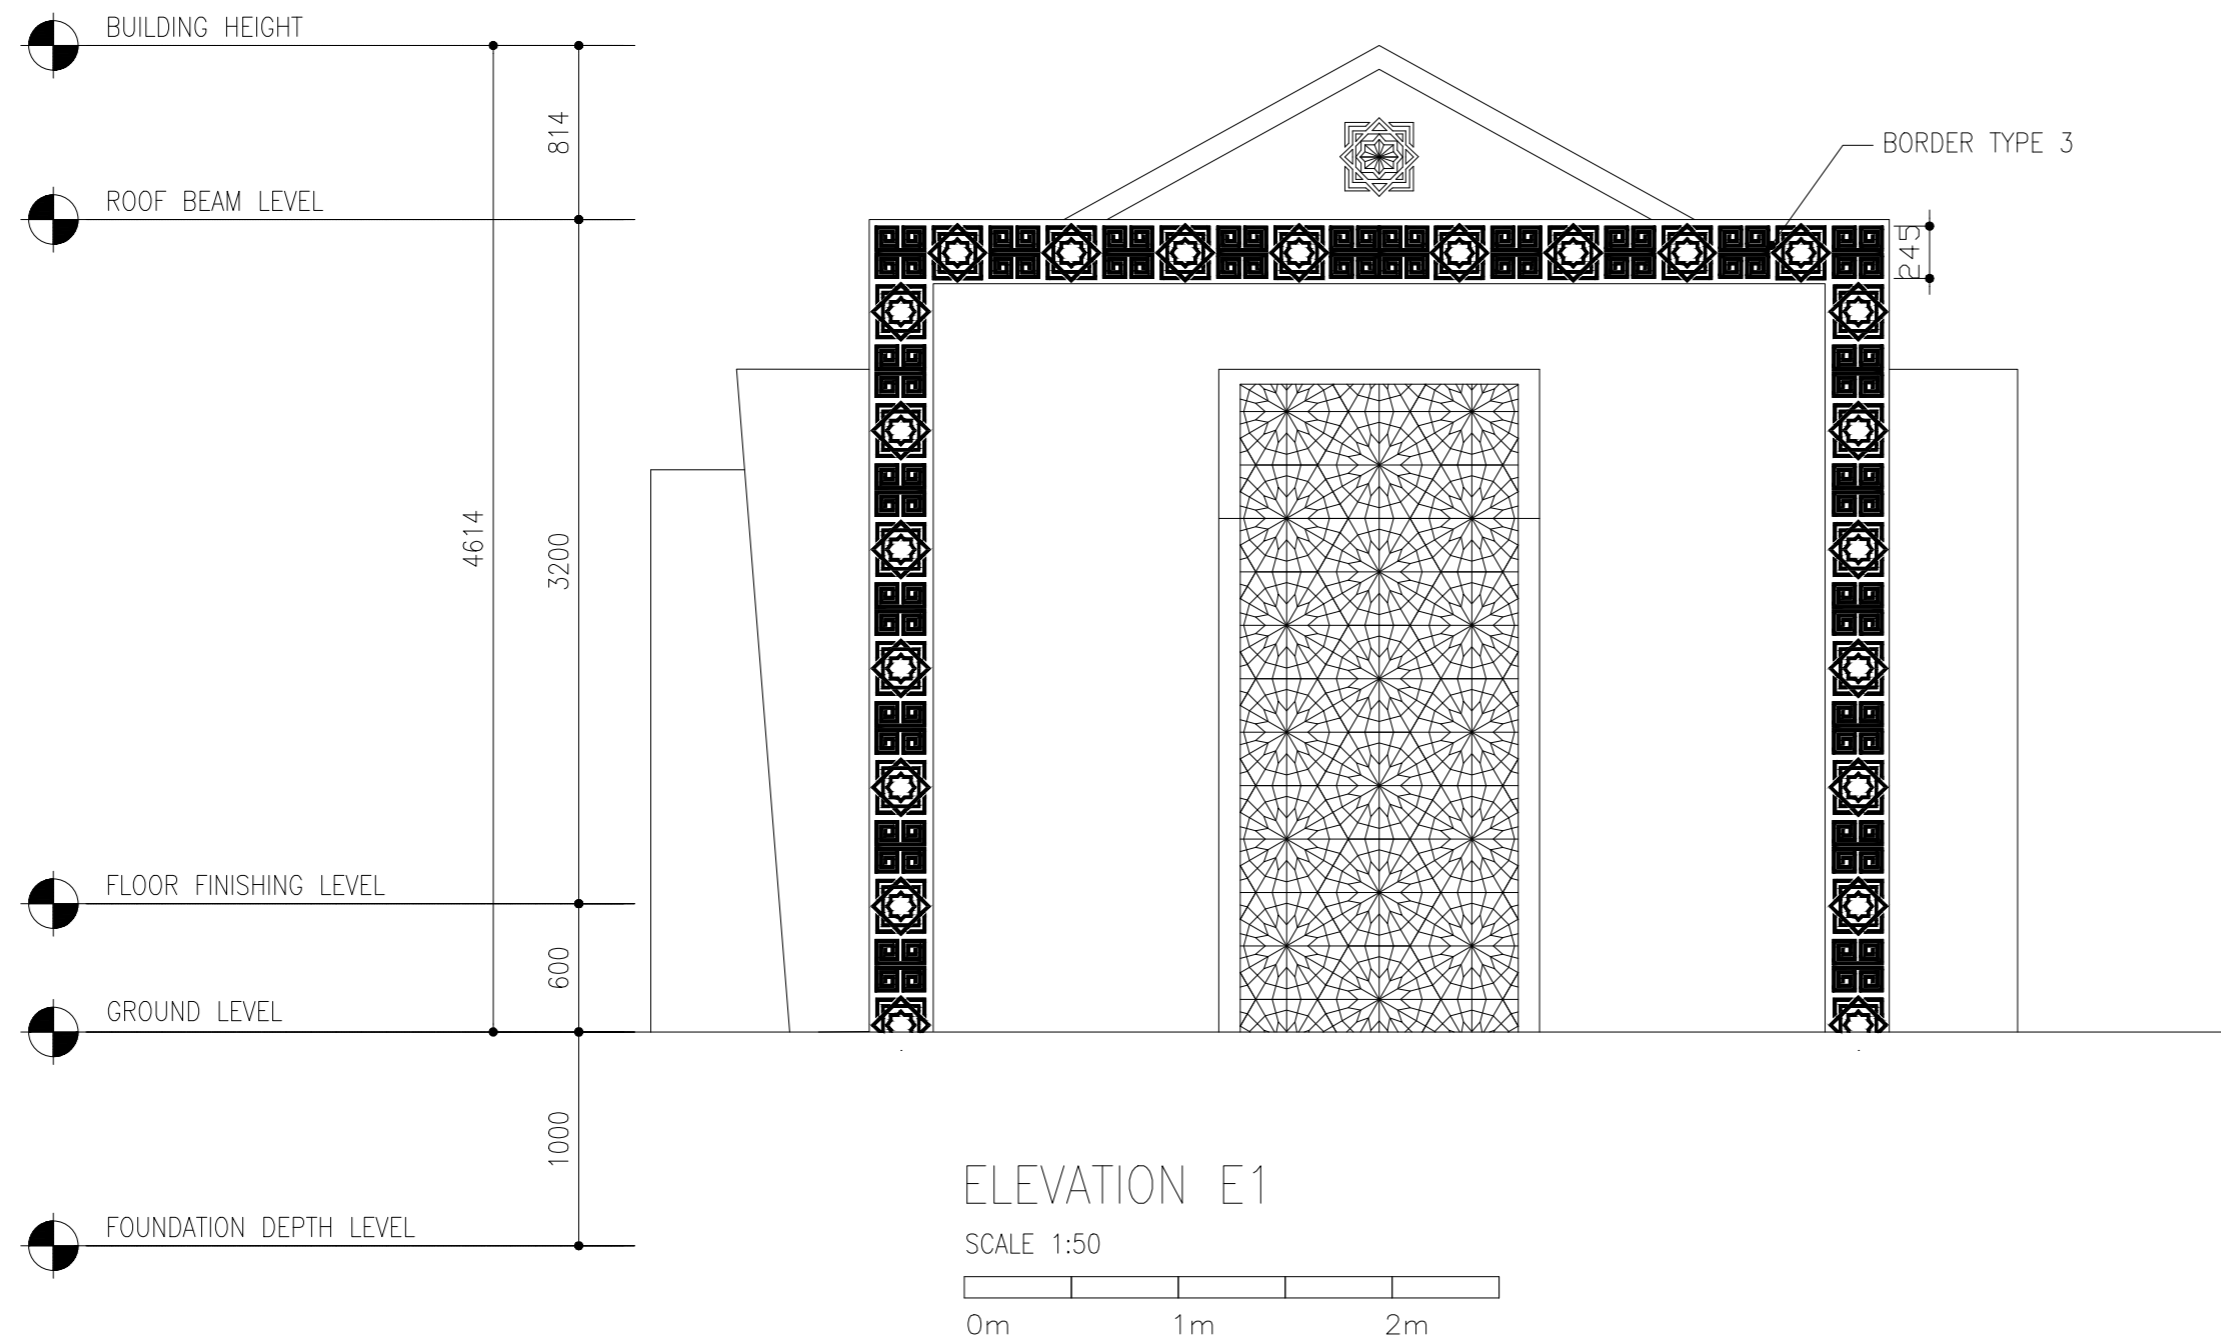 BUILDING HEIGHT
814
BORDER TYPE 3
ROOF BEAM LEVEL
245
4614
3200
FLOOR FINISHING LEVEL
600
GROUND LEVEL
1000
FOUNDATION DEPTH LEVEL
ELEVATION E1
SCALE 1:50
0m 1m 2m